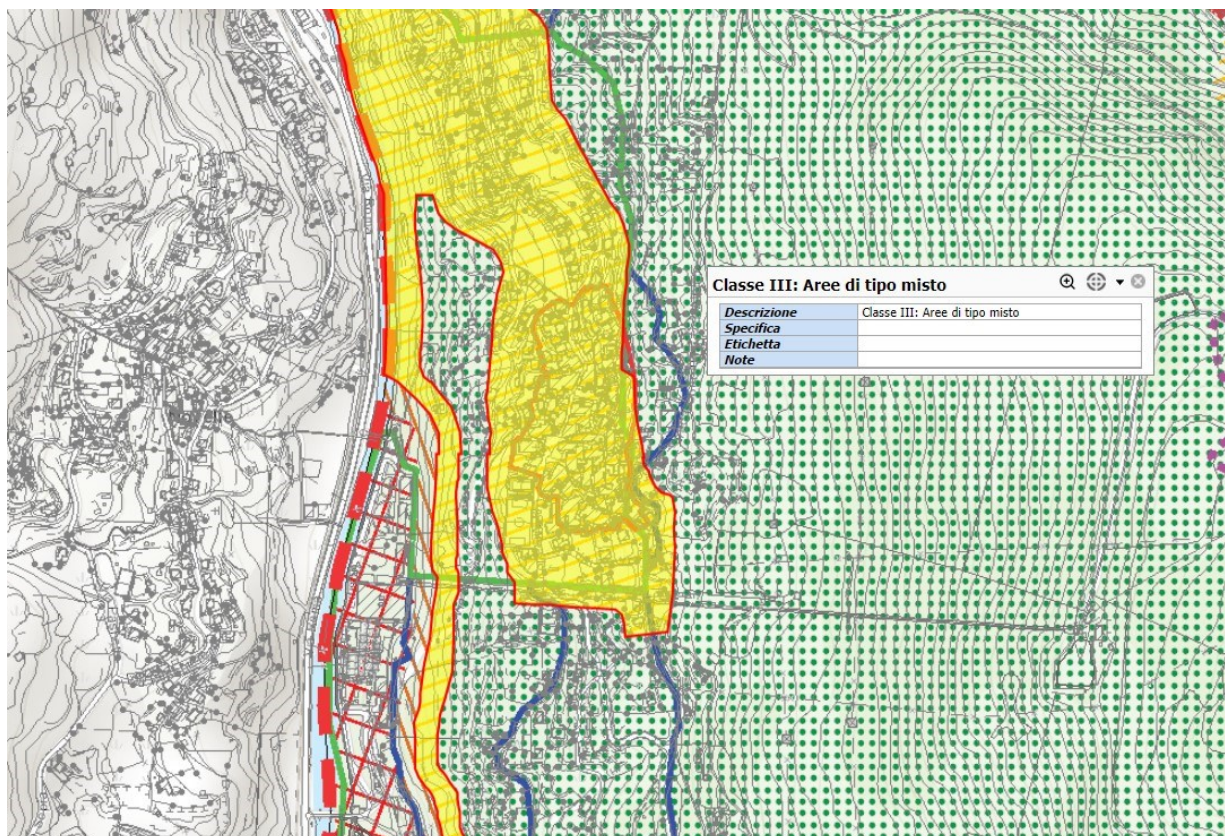 Classe III: Aree di tipo misto
Descrizione Classe III: Aree di tipo misto
Specifica
Etichetta
Note